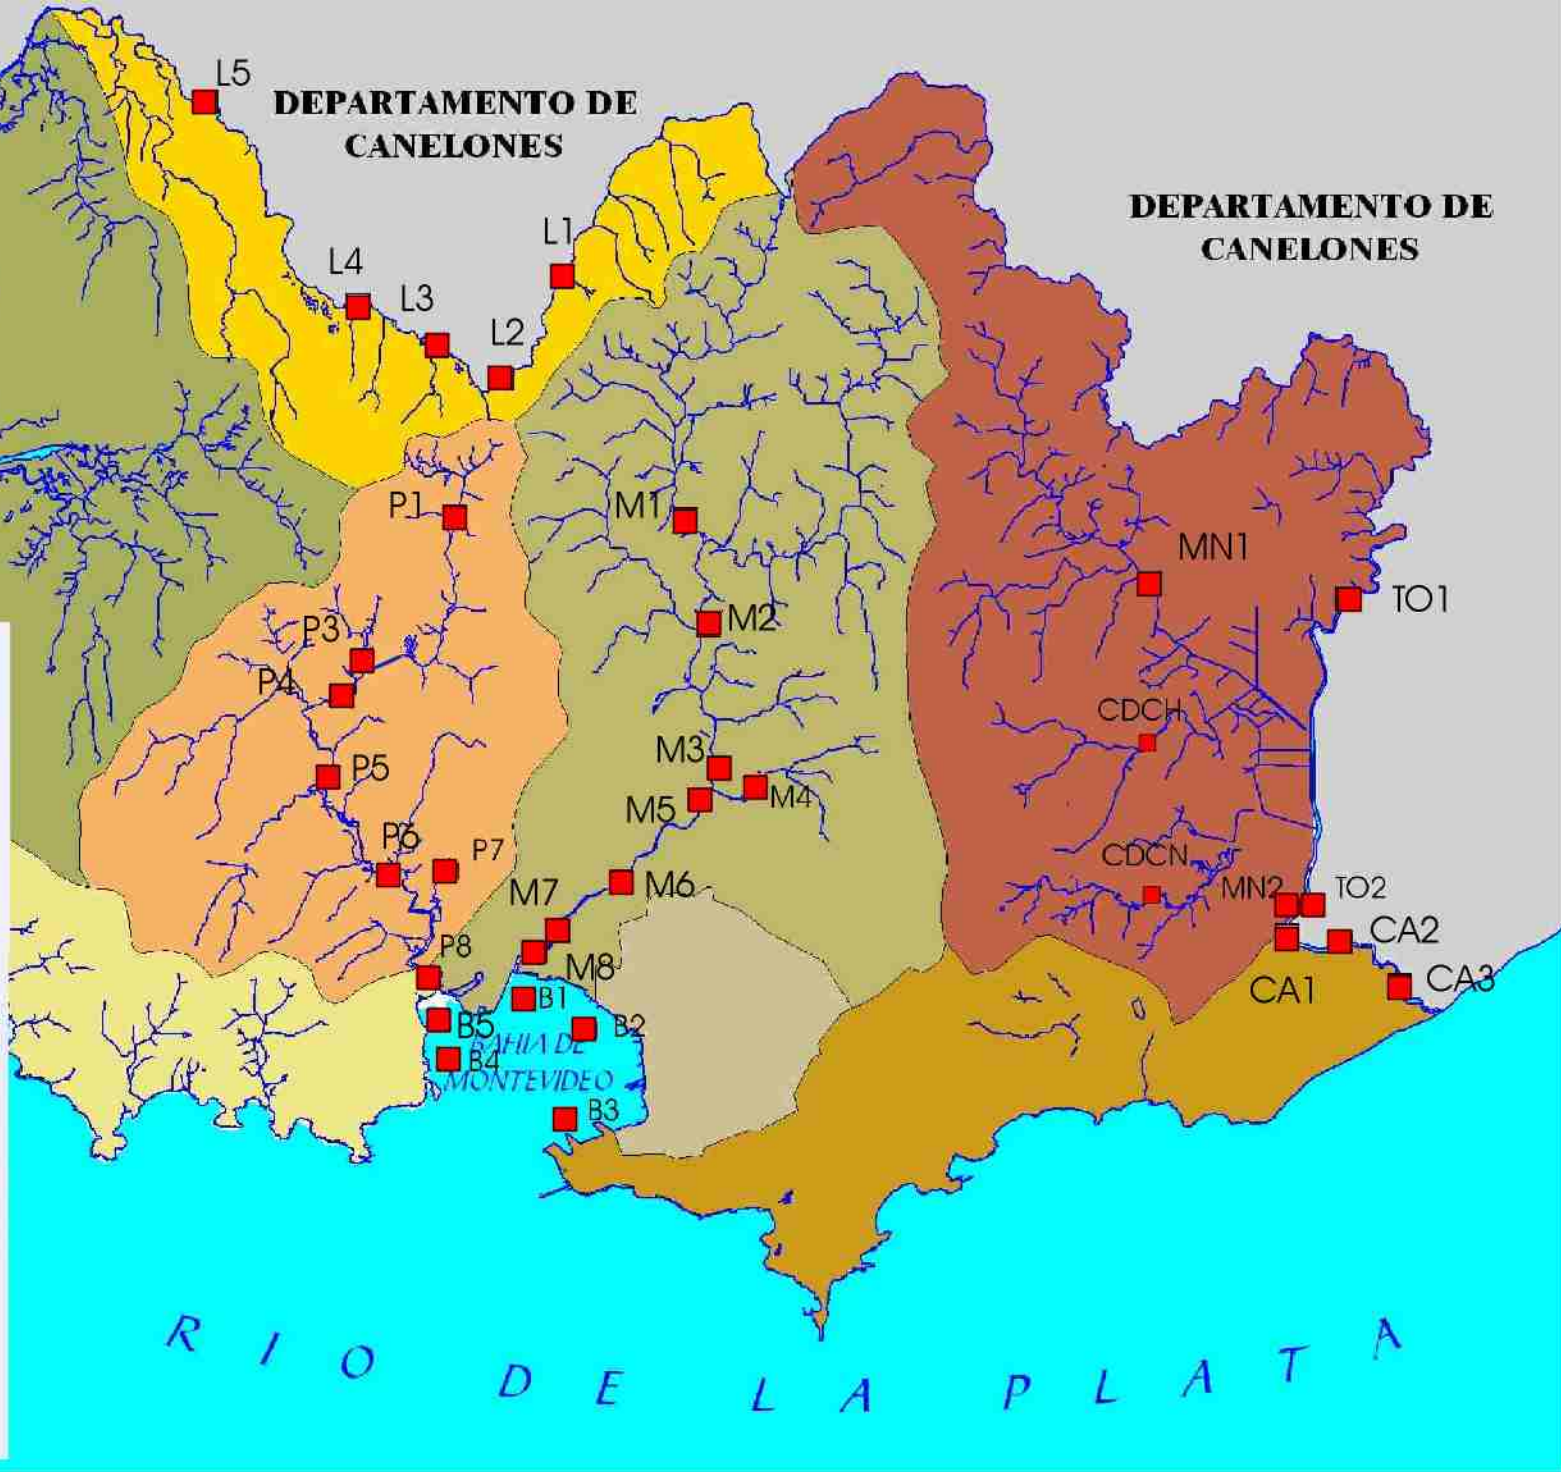 L5
DEPARTAMENTO DE
CANELONES
DEPARTAMENTO DE
CANELONES
L1
L4
L3
L2
P1
M1
MN1
TO1
M2
P3
P4
CDCH
M3
P5
M4
M5
P6
P7
CDCN
M6
MN2
TO2
M7
CA2
P8
M8
CA1
CA3
B1
B5
B2
BAHIA DE
B4
MONTEVIDEO
B3
RIO DE LA PLATA